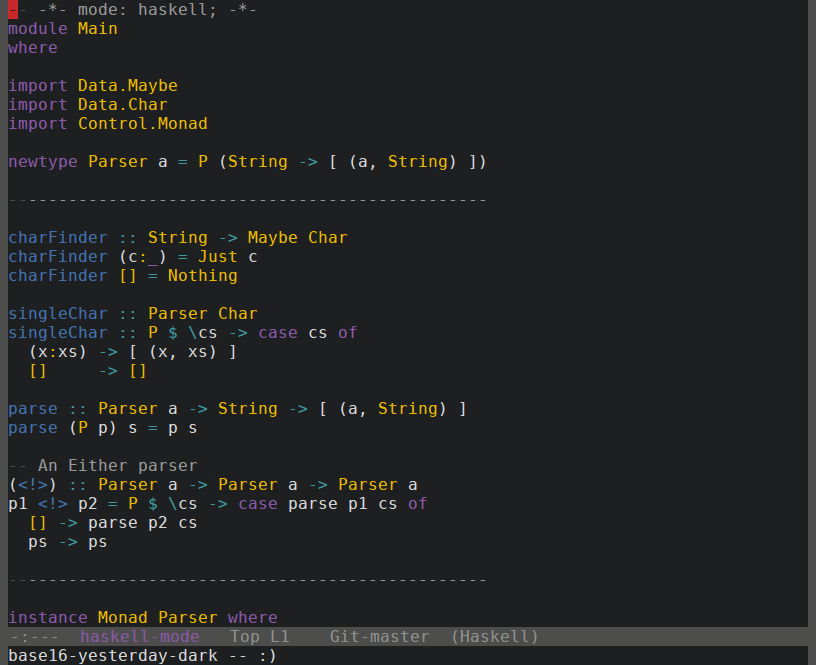 -- -*- mode: haskell; -*-
module Main
where

import Data.Maybe
import Data.Char
import Control.Monad

newtype Parser a = P (String -> [ (a, String) ])

------------------------------------------------

charFinder :: String -> Maybe Char
charFinder (c:_) = Just c
charFinder [] = Nothing

singleChar :: Parser Char
singleChar :: P $ \cs -> case cs of
  (x:xs) -> [ (x, xs) ]
  []     -> []

parse :: Parser a -> String -> [ (a, String) ]
parse (P p) s = p s

-- An Either parser
(<!>) :: Parser a -> Parser a -> Parser a
p1 <!> p2 = P $ \cs -> case parse p1 cs of
  [] -> parse p2 cs
  ps -> ps

------------------------------------------------

instance Monad Parser where
-:---  haskell-mode   Top L1    Git-master  (Haskell)
base16-yesterday-dark -- :)